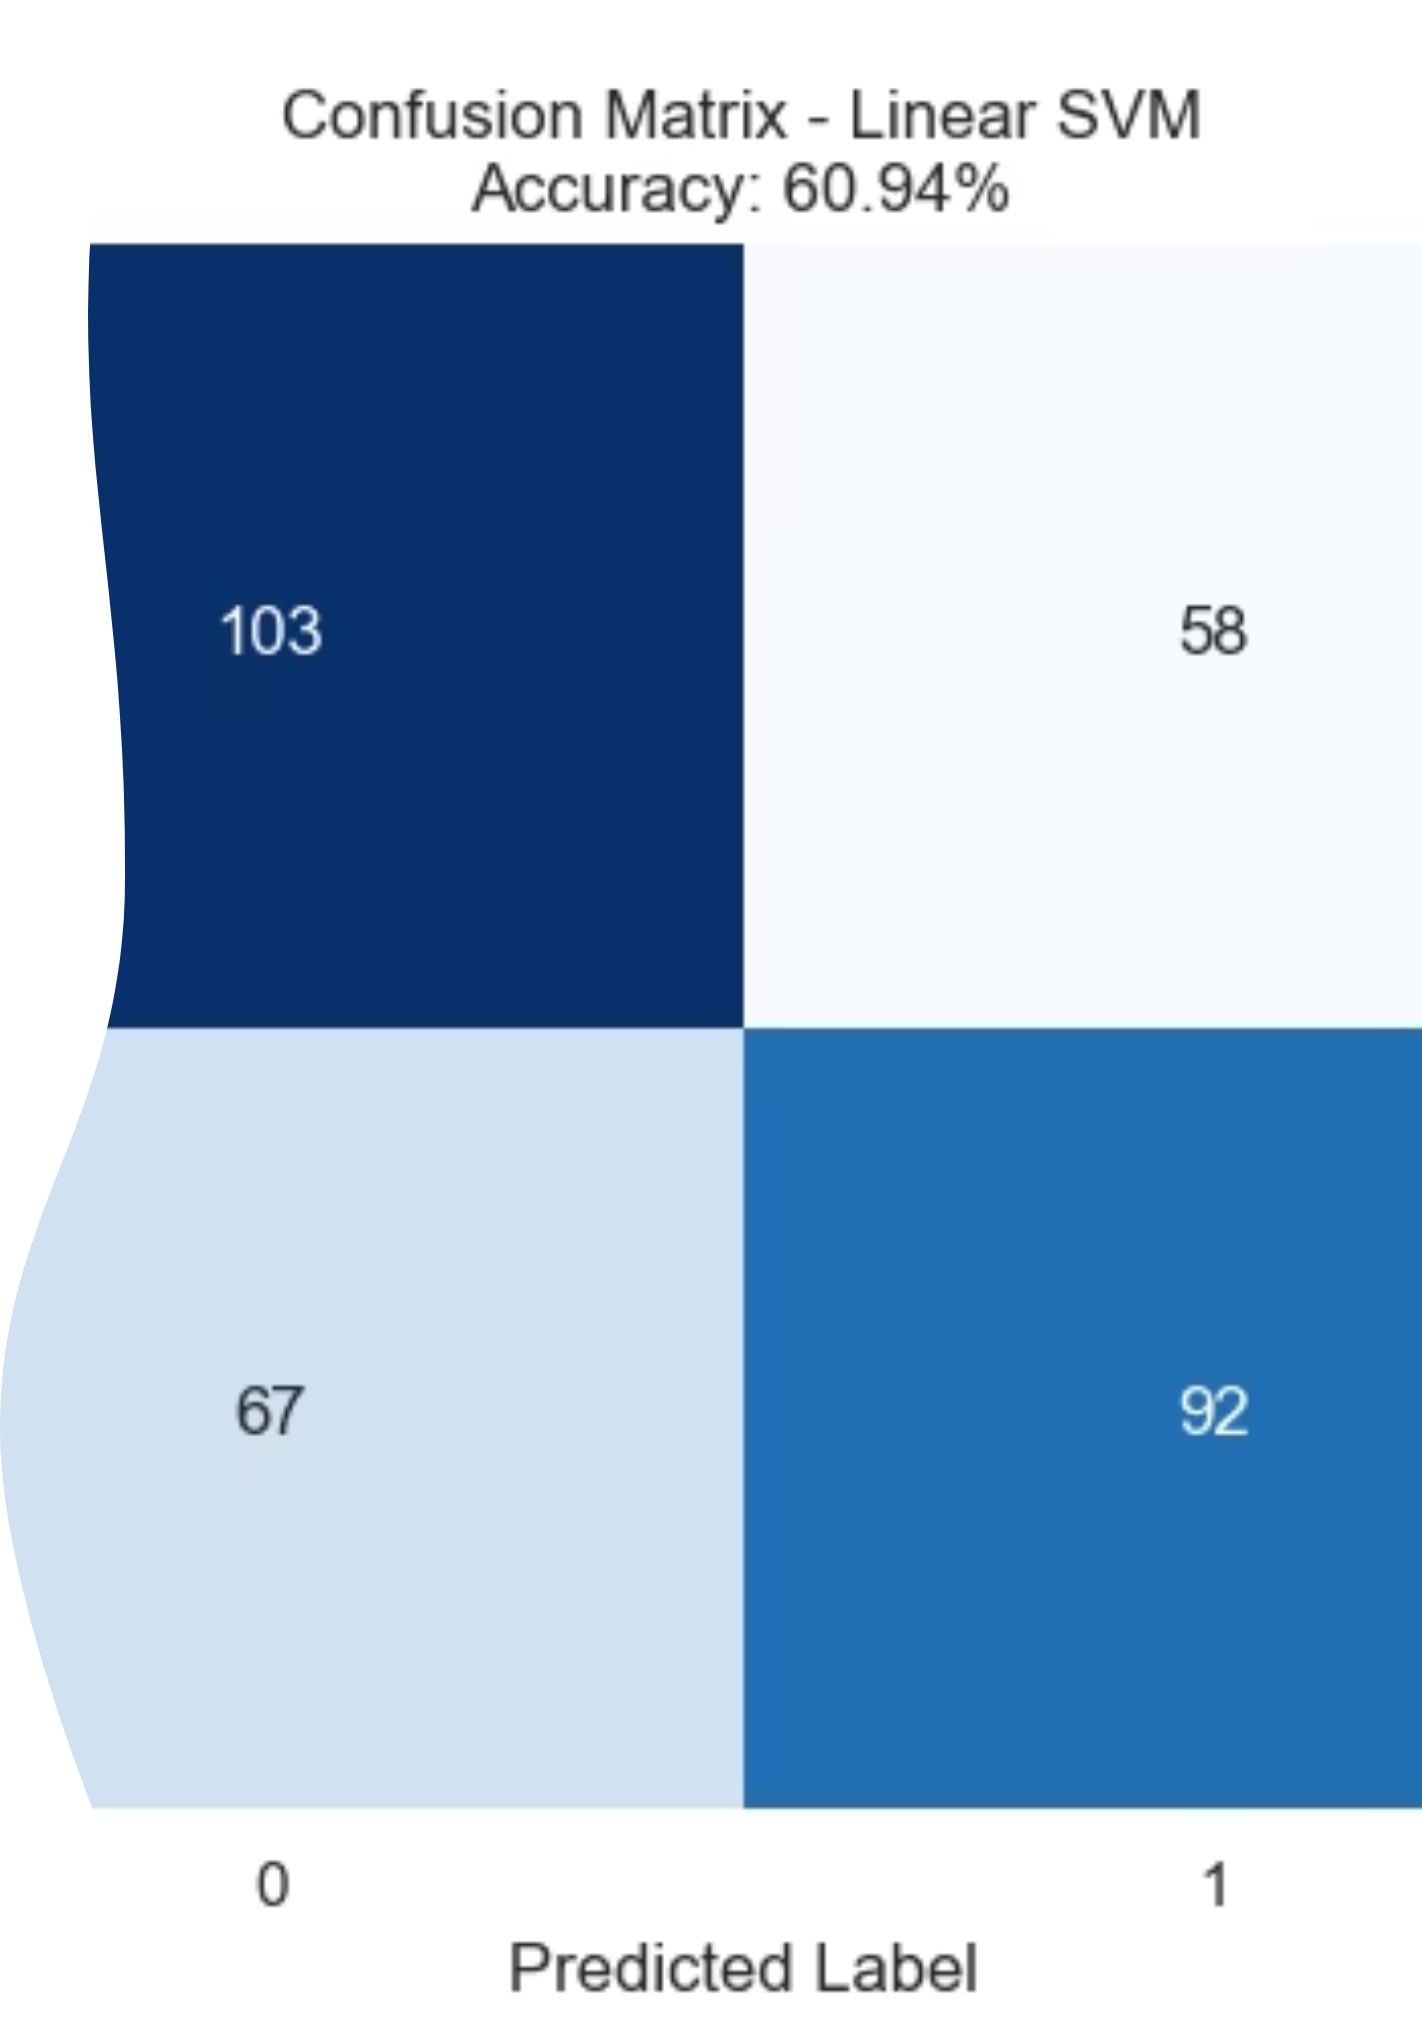 Confusion Matrix - Linear SVM
Accuracy: 60.94%
103 58
67 92
0 1
Predicted Label